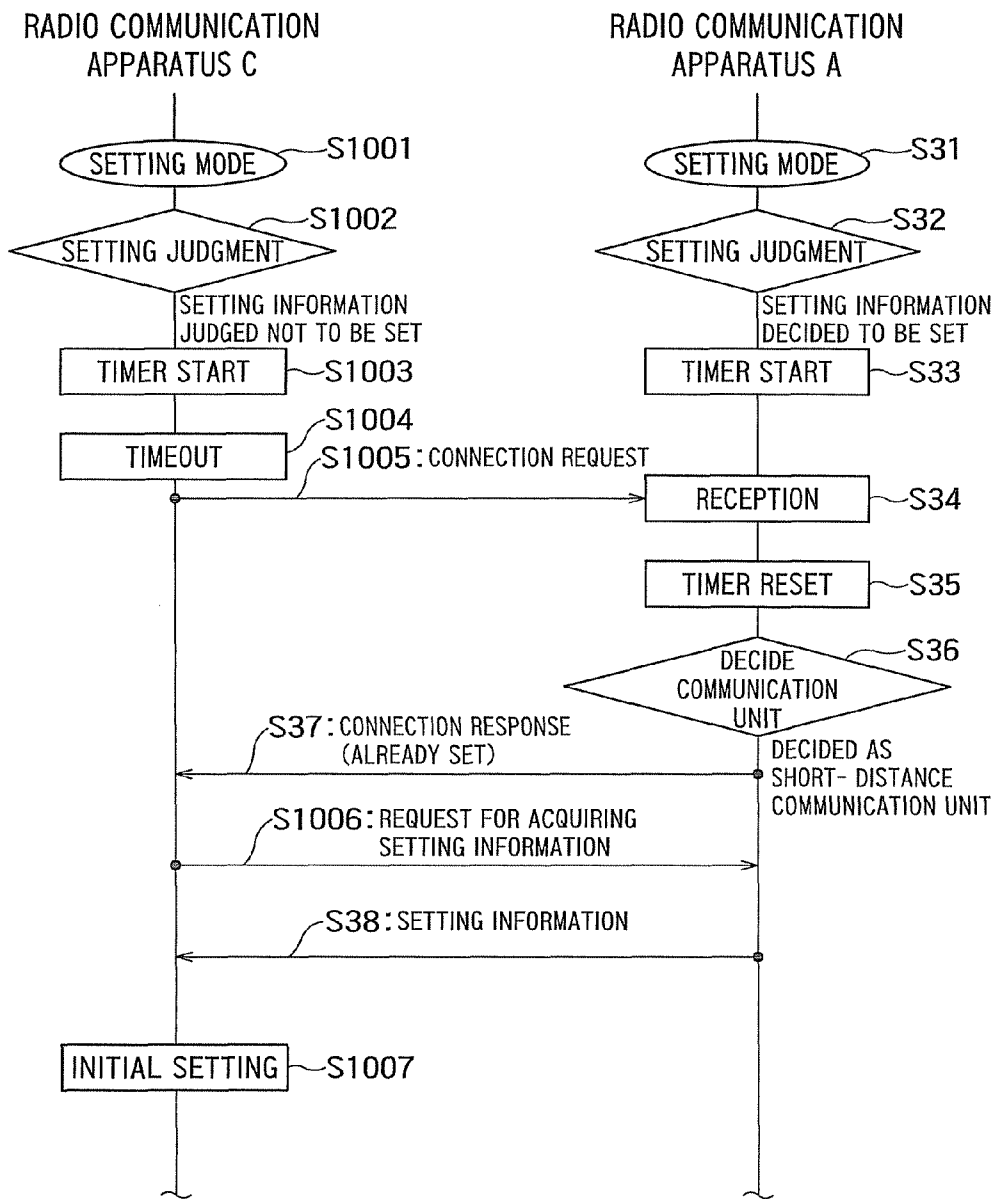 RADIO COMMUNICATION
APPARATUS C
RADIO COMMUNICATION
APPARATUS A
SETTING MODE
S1001
SETTING MODE
S31
SETTING JUDGMENT
S1002
SETTING JUDGMENT
S32
SETTING INFORMATION
JUDGED NOT TO BE SET
SETTING INFORMATION
DECIDED TO BE SET
TIMER START
S1003
TIMER START
S33
TIMEOUT
S1004
S1005: CONNECTION REQUEST
RECEPTION
S34
TIMER RESET
S35
DECIDE
COMMUNICATION
UNIT
S36
S37: CONNECTION RESPONSE
(ALREADY SET)
DECIDED AS
SHORT- DISTANCE
COMMUNICATION UNIT
S1006: REQUEST FOR ACQUIRING
SETTING INFORMATION
S38: SETTING INFORMATION
INITIAL SETTING
S1007